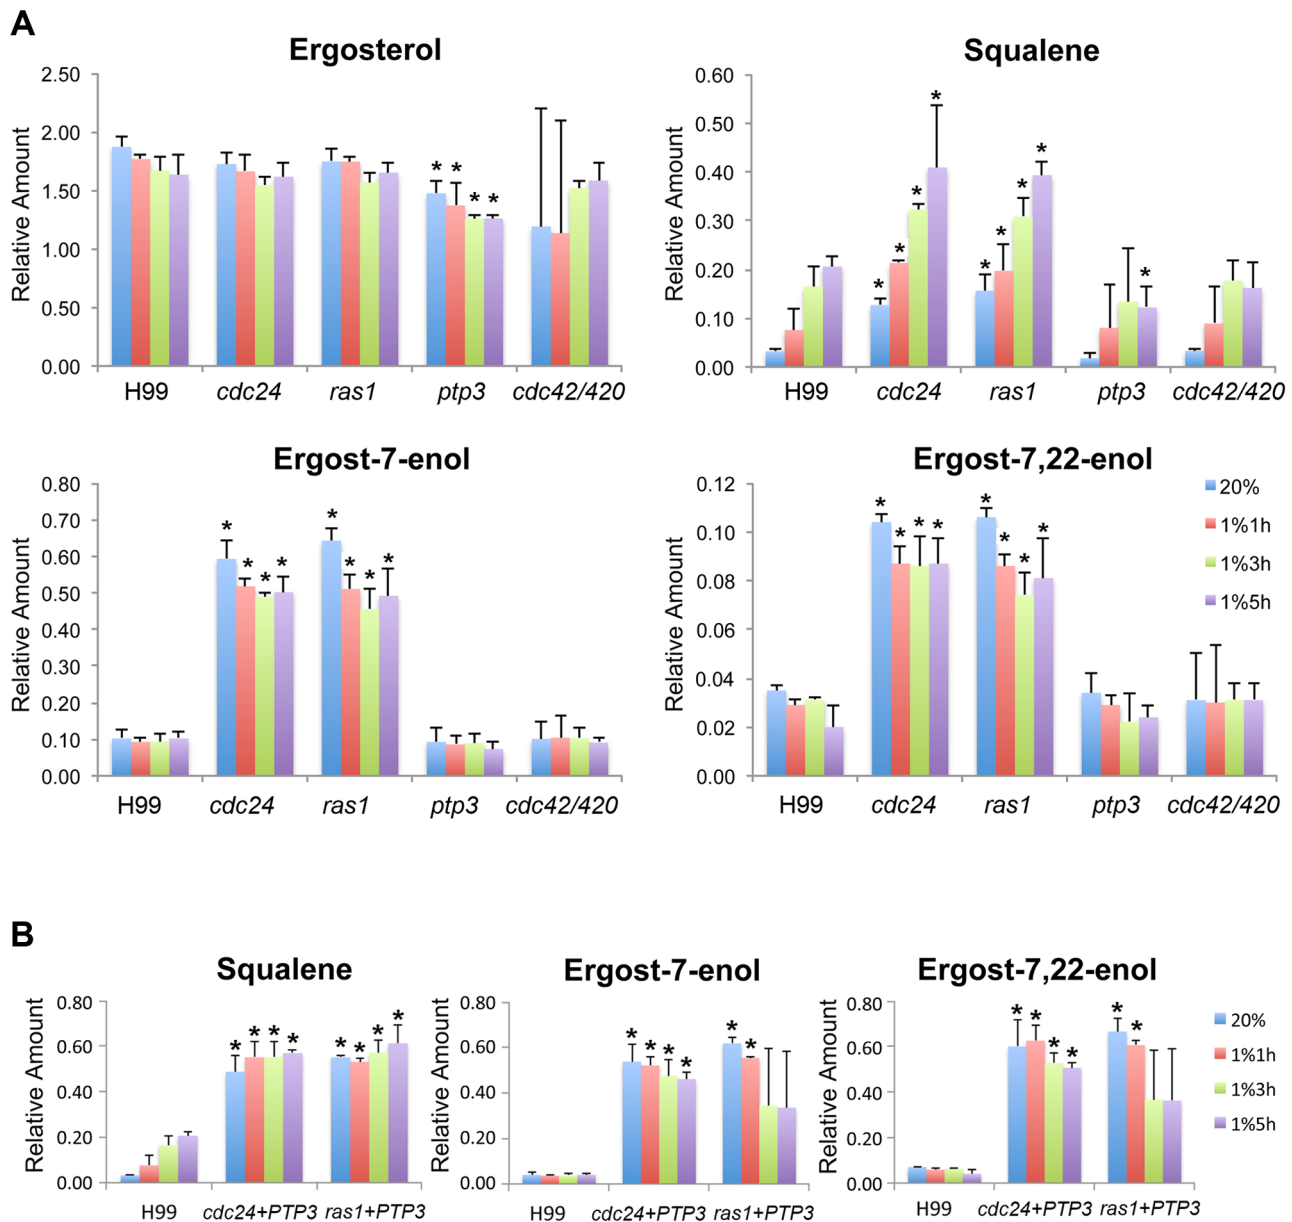 A
Ergosterol
Relative Amount
2.50
2.00
1.50
1.00
0.50
0.00
* * * *
H99 cdc24 ras1 ptp3 cdc42/420
Squalene
Relative Amount
0.60
0.50
0.40
0.30
0.20
0.10
0.00
* * * * * * * * *
H99 cdc24 ras1 ptp3 cdc42/420
Ergost-7-enol
Relative Amount
0.80
0.70
0.60
0.50
0.40
0.30
0.20
0.10
0.00
* * * * * * * *
H99 cdc24 ras1 ptp3 cdc42/420
Ergost-7,22-enol
Relative Amount
0.12
0.10
0.08
0.06
0.04
0.02
0.00
* * * * * * * *
H99 cdc24 ras1 ptp3 cdc42/420
20%
1%1h
1%3h
1%5h
B
Squalene
Relative Amount
0.80
0.60
0.40
0.20
0.00
* * * * * * * *
H99 cdc24+PTP3 ras1+PTP3
Ergost-7-enol
Relative Amount
0.80
0.60
0.40
0.20
0.00
* * * * * *
H99 cdc24+PTP3 ras1+PTP3
Ergost-7,22-enol
Relative Amount
0.80
0.60
0.40
0.20
0.00
* * * * * *
H99 cdc24+PTP3 ras1+PTP3
20%
1%1h
1%3h
1%5h